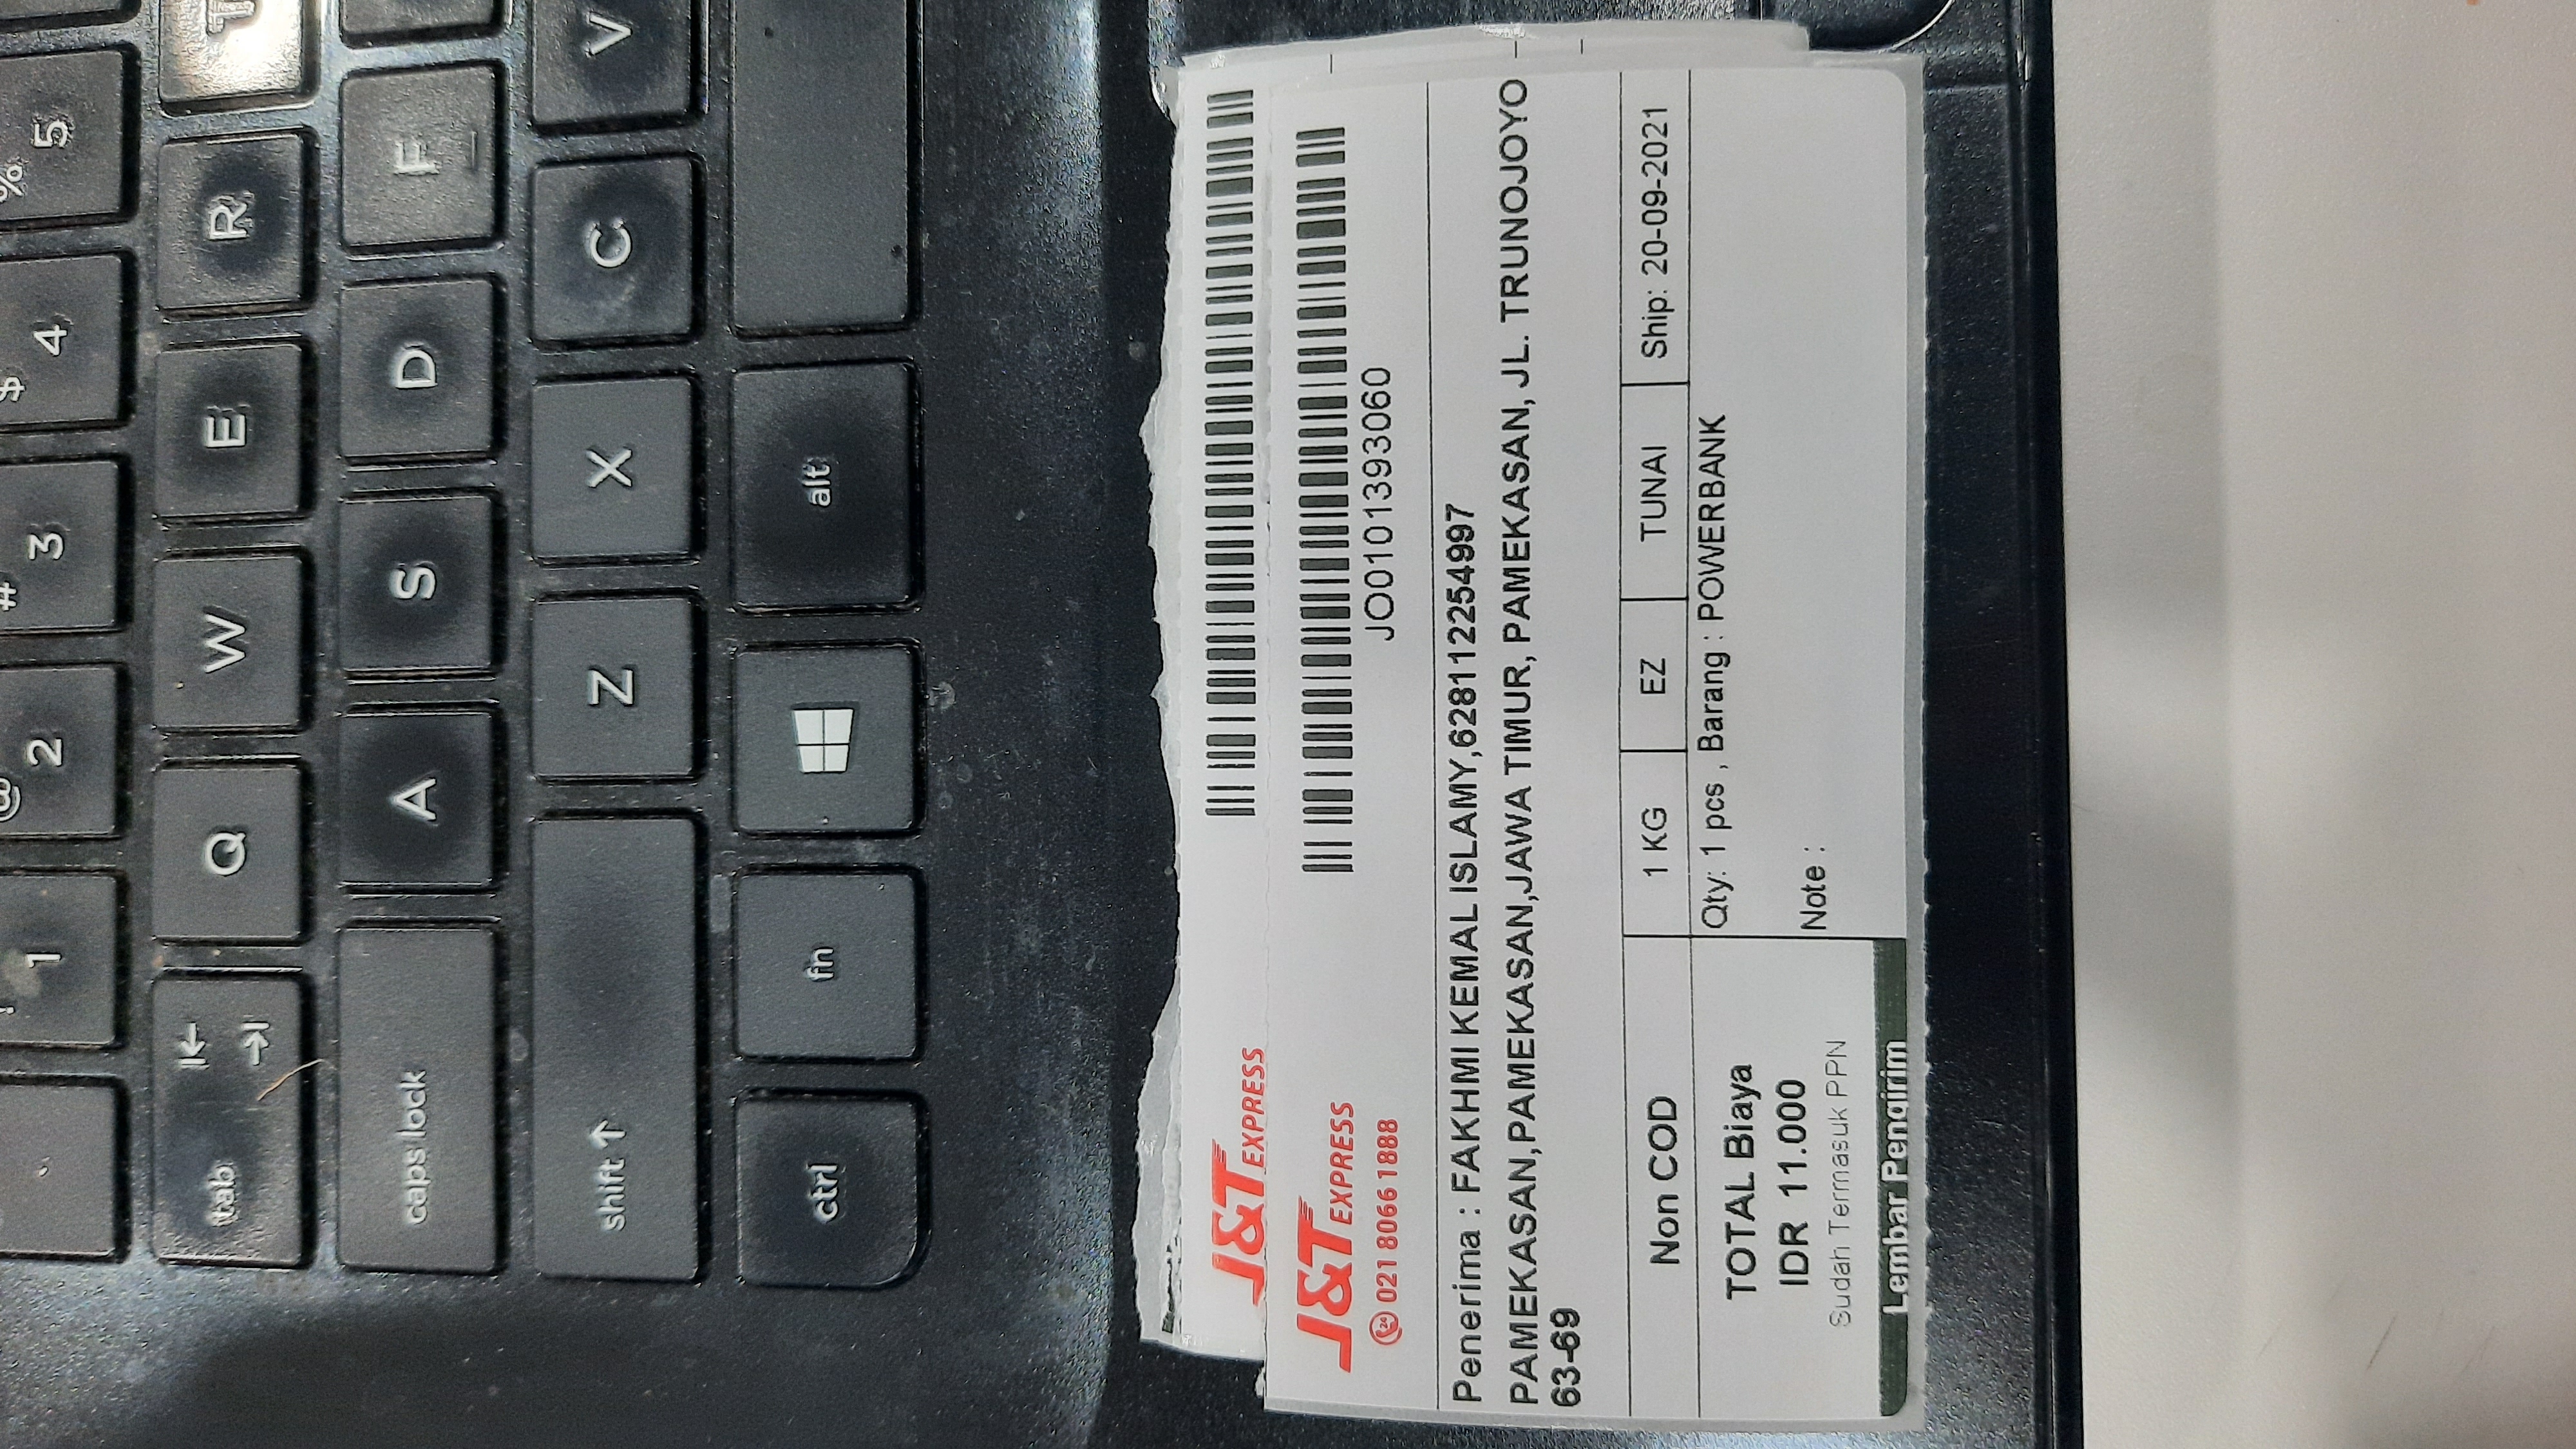 ! 1 @ 2 # 3 $ 4 % 5
tab Q W E R T
caps lock A S D F
shift Z X C V
ctrl fn alt
J&T EXPRESS
J&T EXPRESS
24 021 8066 1888
JO0101393060
Penerima : FAKHMI KEMAL ISLAMY,628112254997
PAMEKASAN,PAMEKASAN,JAWA TIMUR, PAMEKASAN, JL. TRUNOJOYO
63-69
Non COD
1 KG
EZ
TUNAI
Ship: 20-09-2021
TOTAL Biaya
IDR 11.000
Sudah Termasuk PPN
Lembar Pengirim
Qty: 1 pcs , Barang : POWERBANK
Note :